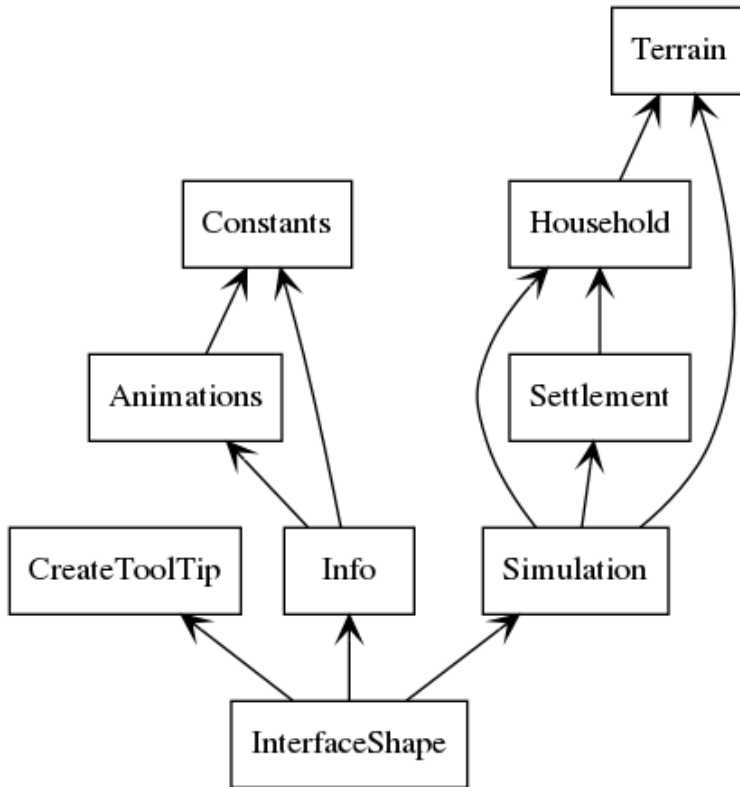 Terrain
Constants
Household
Animations
Settlement
CreateToolTip
Info
Simulation
InterfaceShape